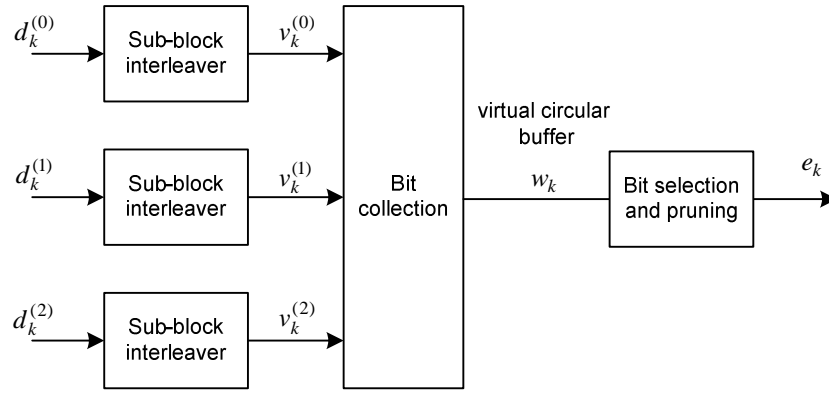 d_k^{(0)}
Sub-block
interleaver
v_k^{(0)}
d_k^{(1)}
Sub-block
interleaver
v_k^{(1)}
d_k^{(2)}
Sub-block
interleaver
v_k^{(2)}
Bit
collection
virtual circular
buffer
w_k
Bit selection
and pruning
e_k